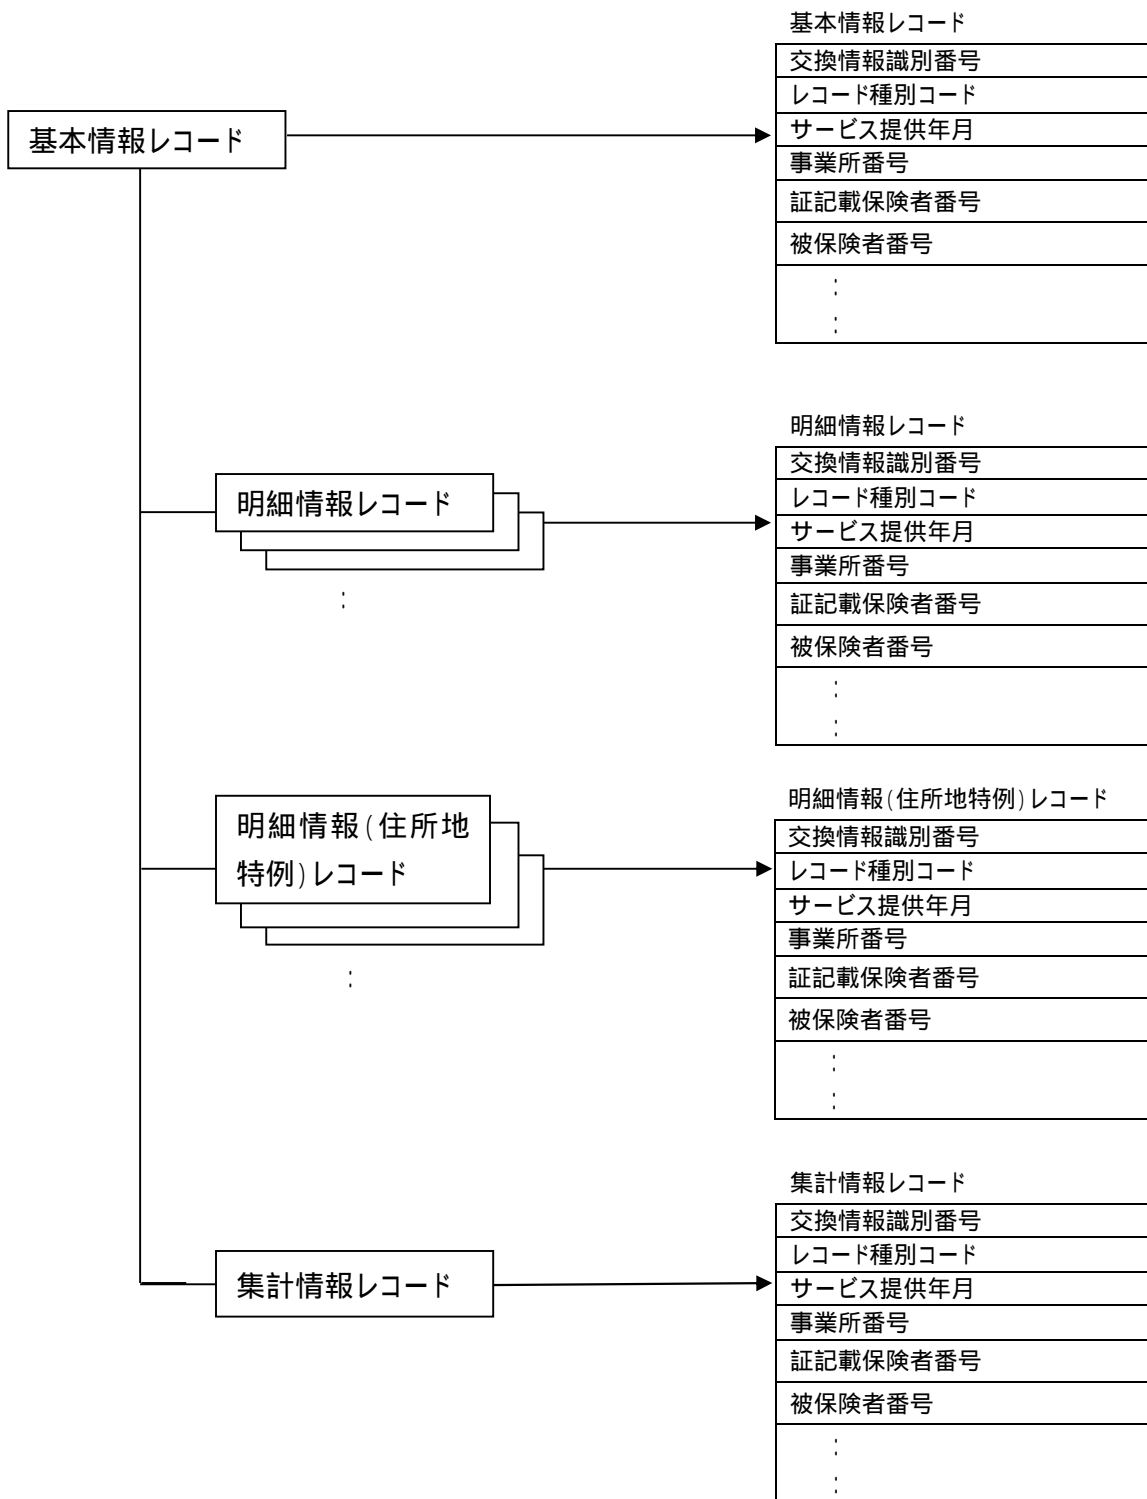 基本情報レコード
交換情報識別番号
レコード種別コード
サービス提供年月
事業所番号
証記載保険者番号
被保険者番号
:
:
基本情報レコード
明細情報レコード
:
明細情報レコード
交換情報識別番号
レコード種別コード
サービス提供年月
事業所番号
証記載保険者番号
被保険者番号
:
:
明細情報(住所地
特例)レコード
:
明細情報(住所地特例)レコード
交換情報識別番号
レコード種別コード
サービス提供年月
事業所番号
証記載保険者番号
被保険者番号
:
:
集計情報レコード
集計情報レコード
交換情報識別番号
レコード種別コード
サービス提供年月
事業所番号
証記載保険者番号
被保険者番号
:
: